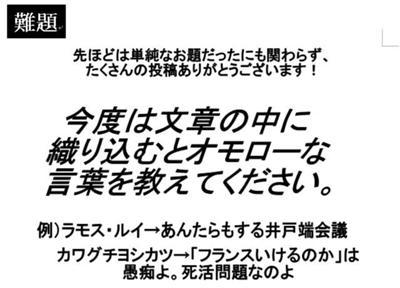 難題
先ほどは単純なお題だったにも関わらず、
たくさんの投稿ありがとうございます！
今度は文章の中に
織り込むとオモローな
言葉を教えてください。
例）ラモス・ルイ→あんたらもする井戸端会議
カワグチヨシカツ→「フランスいけるのか」は
愚痴よ。死活問題なのよ